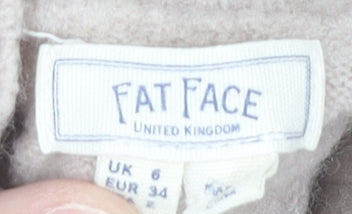 FAT FACE
UNITED KINGDOM
UK 6
EUR 34